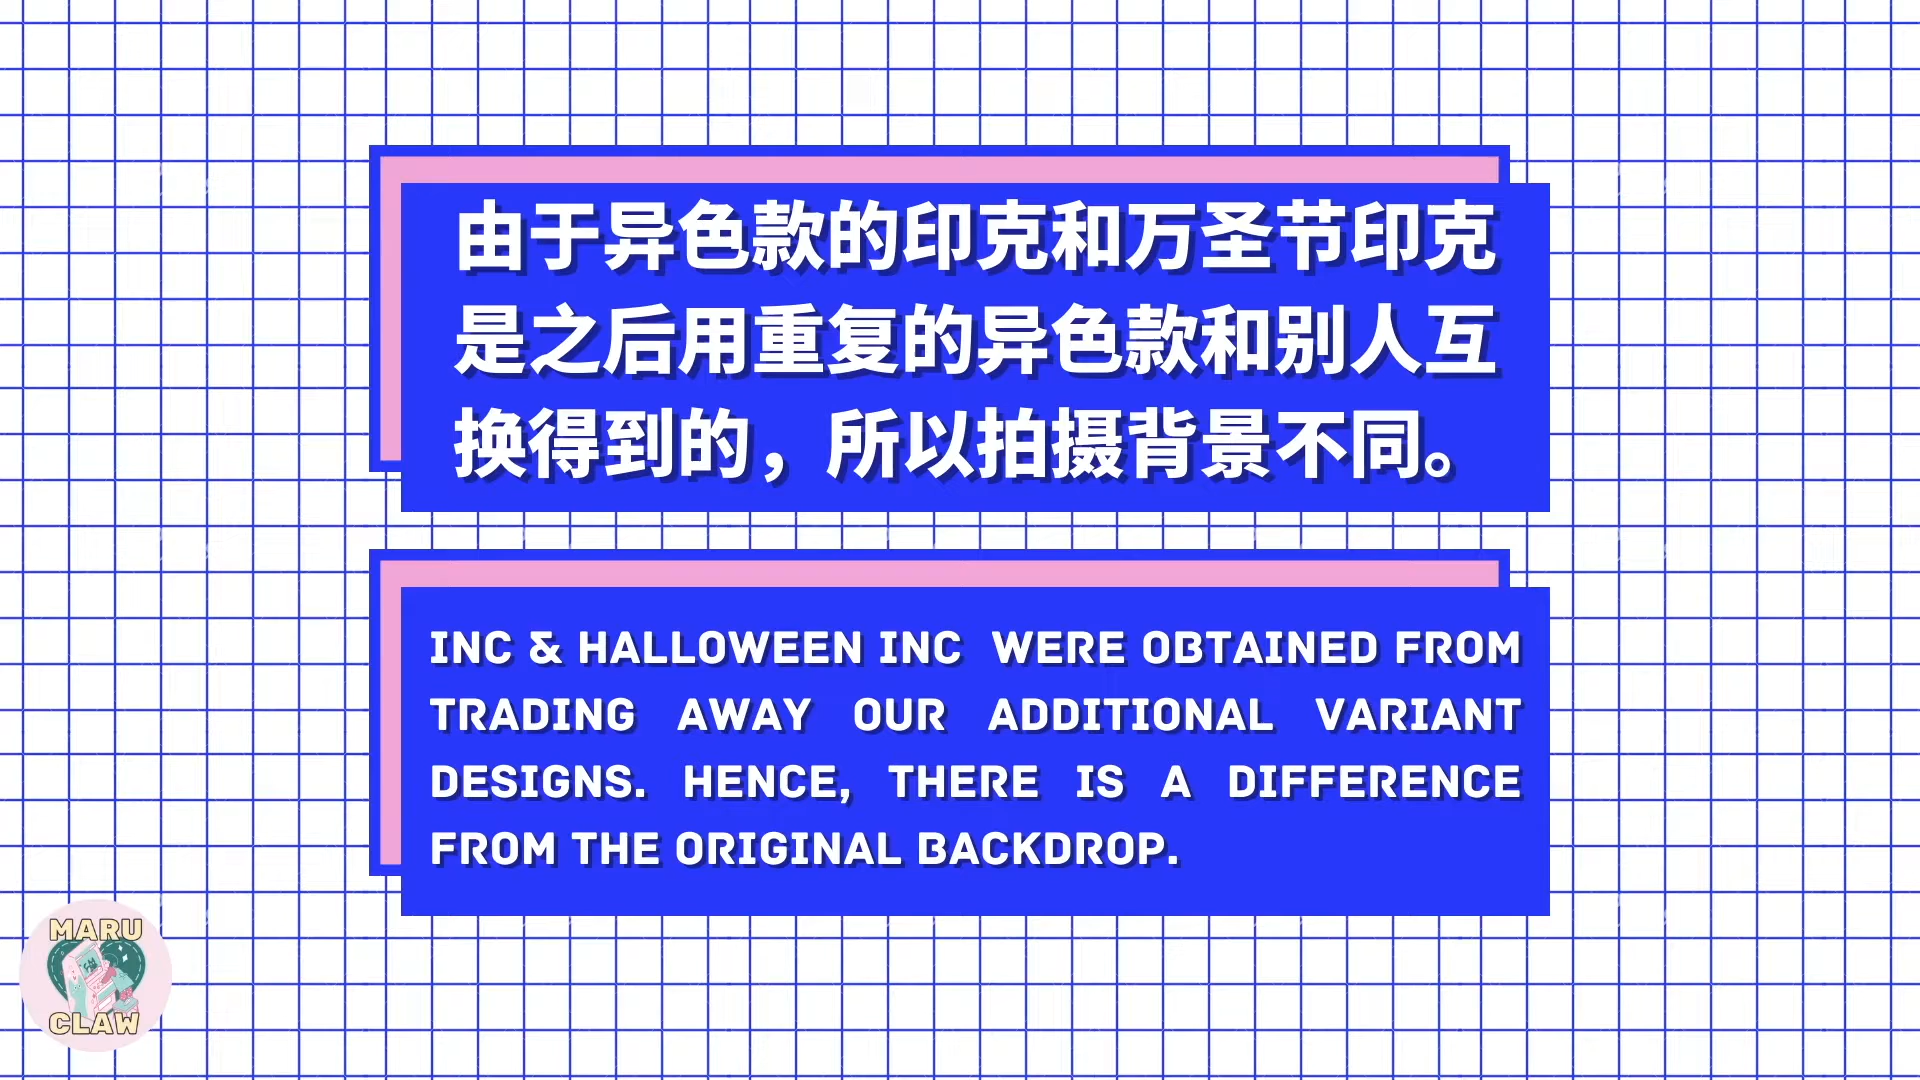 由于异色款的印克和万圣节印克
是之后用重复的异色款和别人互
换得到的，所以拍摄背景不同。
INC & HALLOWEEN INC WERE OBTAINED FROM
TRADING AWAY OUR ADDITIONAL VARIANT
DESIGNS. HENCE, THERE IS A DIFFERENCE
FROM THE ORIGINAL BACKDROP.
MARU
CLAW